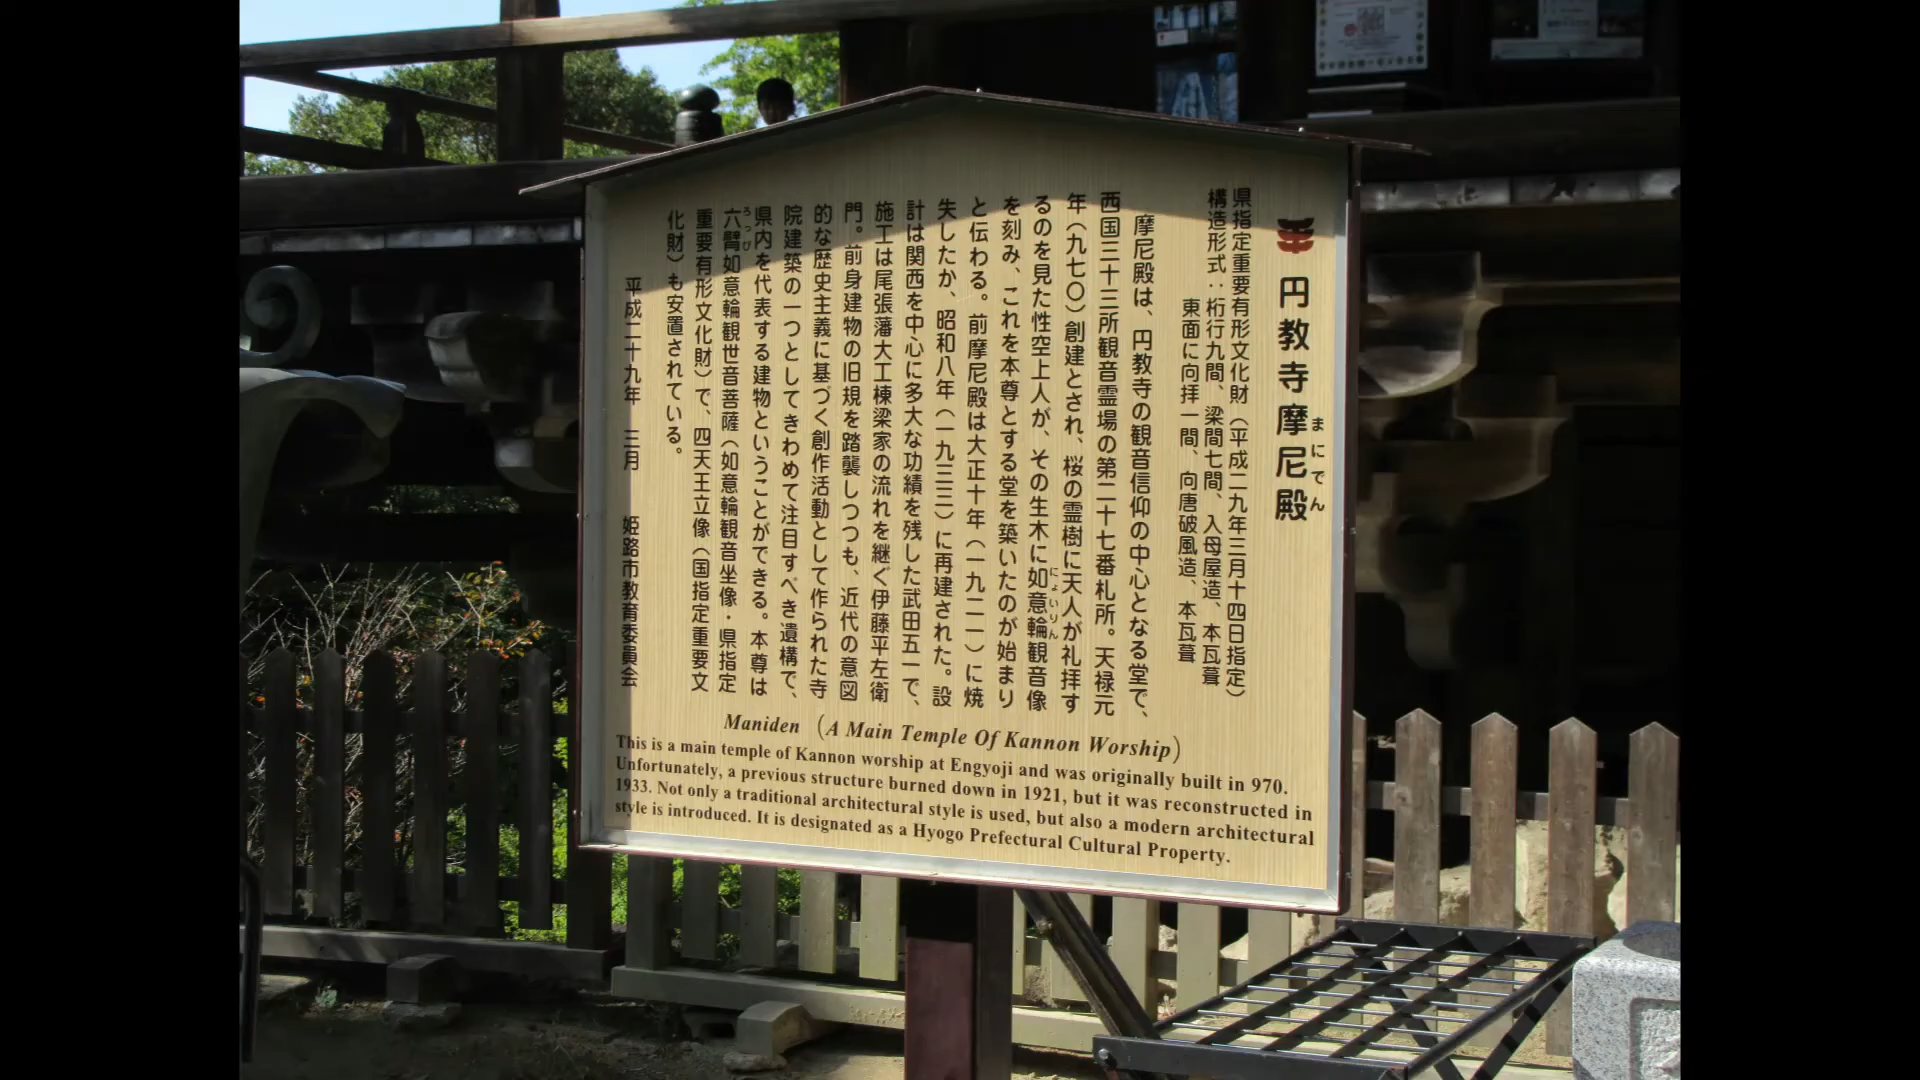 円教寺摩尼殿
まにでん
県指定重要有形文化財（平成二九年三月十四日指定）
構造形式：桁行九間、梁間七間、入母屋造、本瓦葺
東面に向拝一間、向唐破風造、本瓦葺
摩尼殿は、円教寺の観音信仰の中心となる堂で、
西国三十三所観音霊場の第二十七番札所。天禄元
年（九七〇）創建とされ、桜の霊樹に天人が礼拝す
るのを見た性空上人が、その生木に如意輪観音像
にょいりん
を刻み、これを本尊とする堂を築いたのが始まり
と伝わる。前摩尼殿は大正十年（一九二一）に焼
失したか、昭和八年（一九三三）に再建された。設
計は関西を中心に多大な功績を残した武田五一で、
施工は尾張藩大工棟梁家の流れを継ぐ伊藤平左衛
門。前身建物の旧規を踏襲しつつも、近代の意図
的な歴史主義に基づく創作活動として作られた寺
院建築の一つとしてきわめて注目すべき遺構で、
県内を代表する建物ということができる。本尊は
六臂如意輪観世音菩薩（如意輪観音坐像・県指定
ろっぴ
重要有形文化財）で、四天王立像（国指定重要文
化財）も安置されている。
平成二十九年 三月 姫路市教育委員会
Maniden （A Main Temple Of Kannon Worship）
This is a main temple of Kannon worship at Engyoji and was originally built in 970.
Unfortunately, a previous structure burned down in 1921, but it was reconstructed in
1933. Not only a traditional architectural style is used, but also a modern architectural
style is introduced. It is designated as a Hyogo Prefectural Cultural Property.